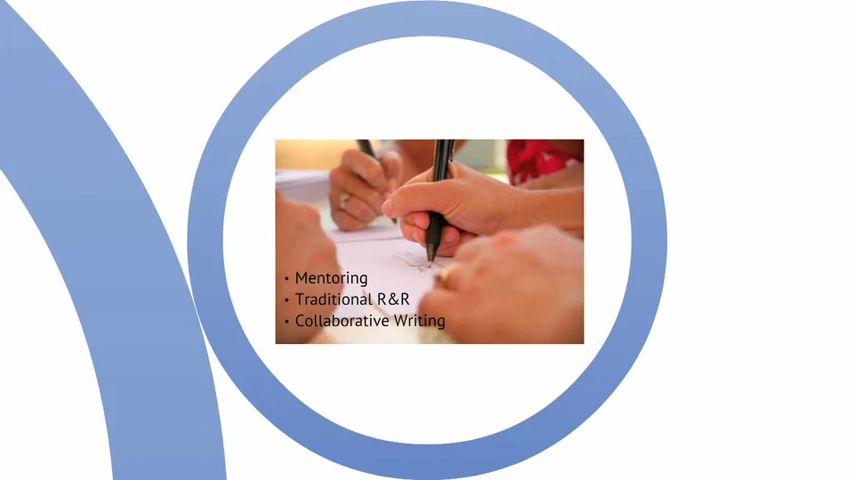 • Mentoring
• Traditional R&R
• Collaborative Writing